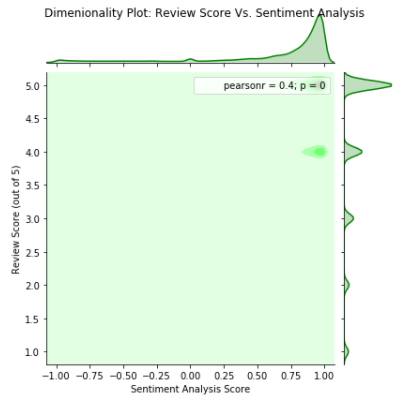 Dimenionality Plot: Review Score Vs. Sentiment Analysis
pearsonr = 0.4; p = 0
5.0
4.5
4.0
3.5
3.0
2.5
2.0
1.5
1.0
Review Score (out of 5)
−1.00 −0.75 −0.50 −0.25 0.00 0.25 0.50 0.75 1.00
Sentiment Analysis Score